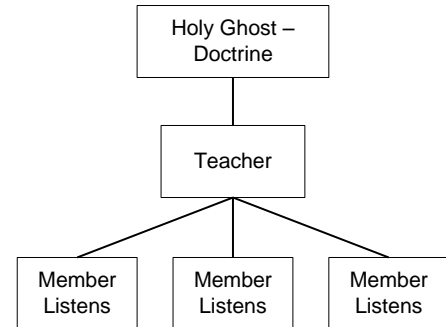 Holy Ghost –
Doctrine
Teacher
Member
Listens
Member
Listens
Member
Listens